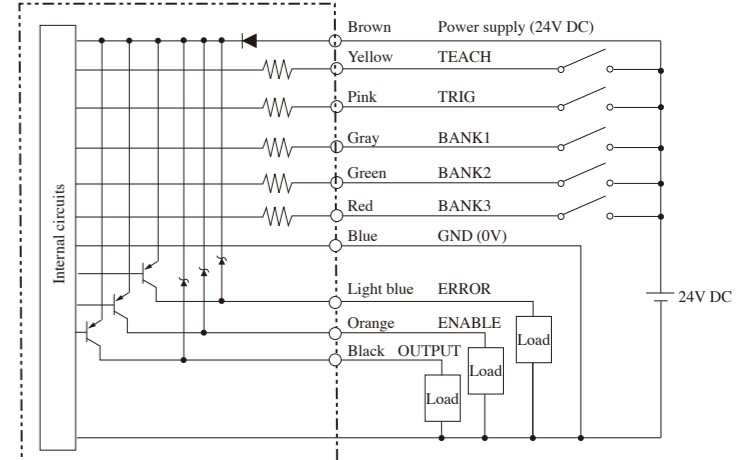 Brown Power supply (24V DC)
Yellow TEACH
Pink TRIG
Gray BANK1
Green BANK2
Red BANK3
Blue GND (0V)
Internal circuits
Light blue ERROR
24V DC
Orange ENABLE
Load
Black OUTPUT
Load
Load